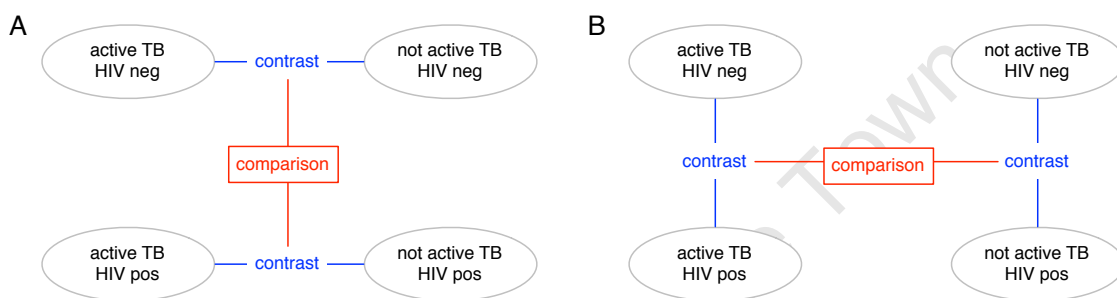 A
B
active TB
HIV neg
contrast
not active TB
HIV neg
active TB
HIV neg
not active TB
HIV neg
comparison
contrast
comparison
contrast
active TB
HIV pos
contrast
not active TB
HIV pos
active TB
HIV pos
not active TB
HIV pos
Town